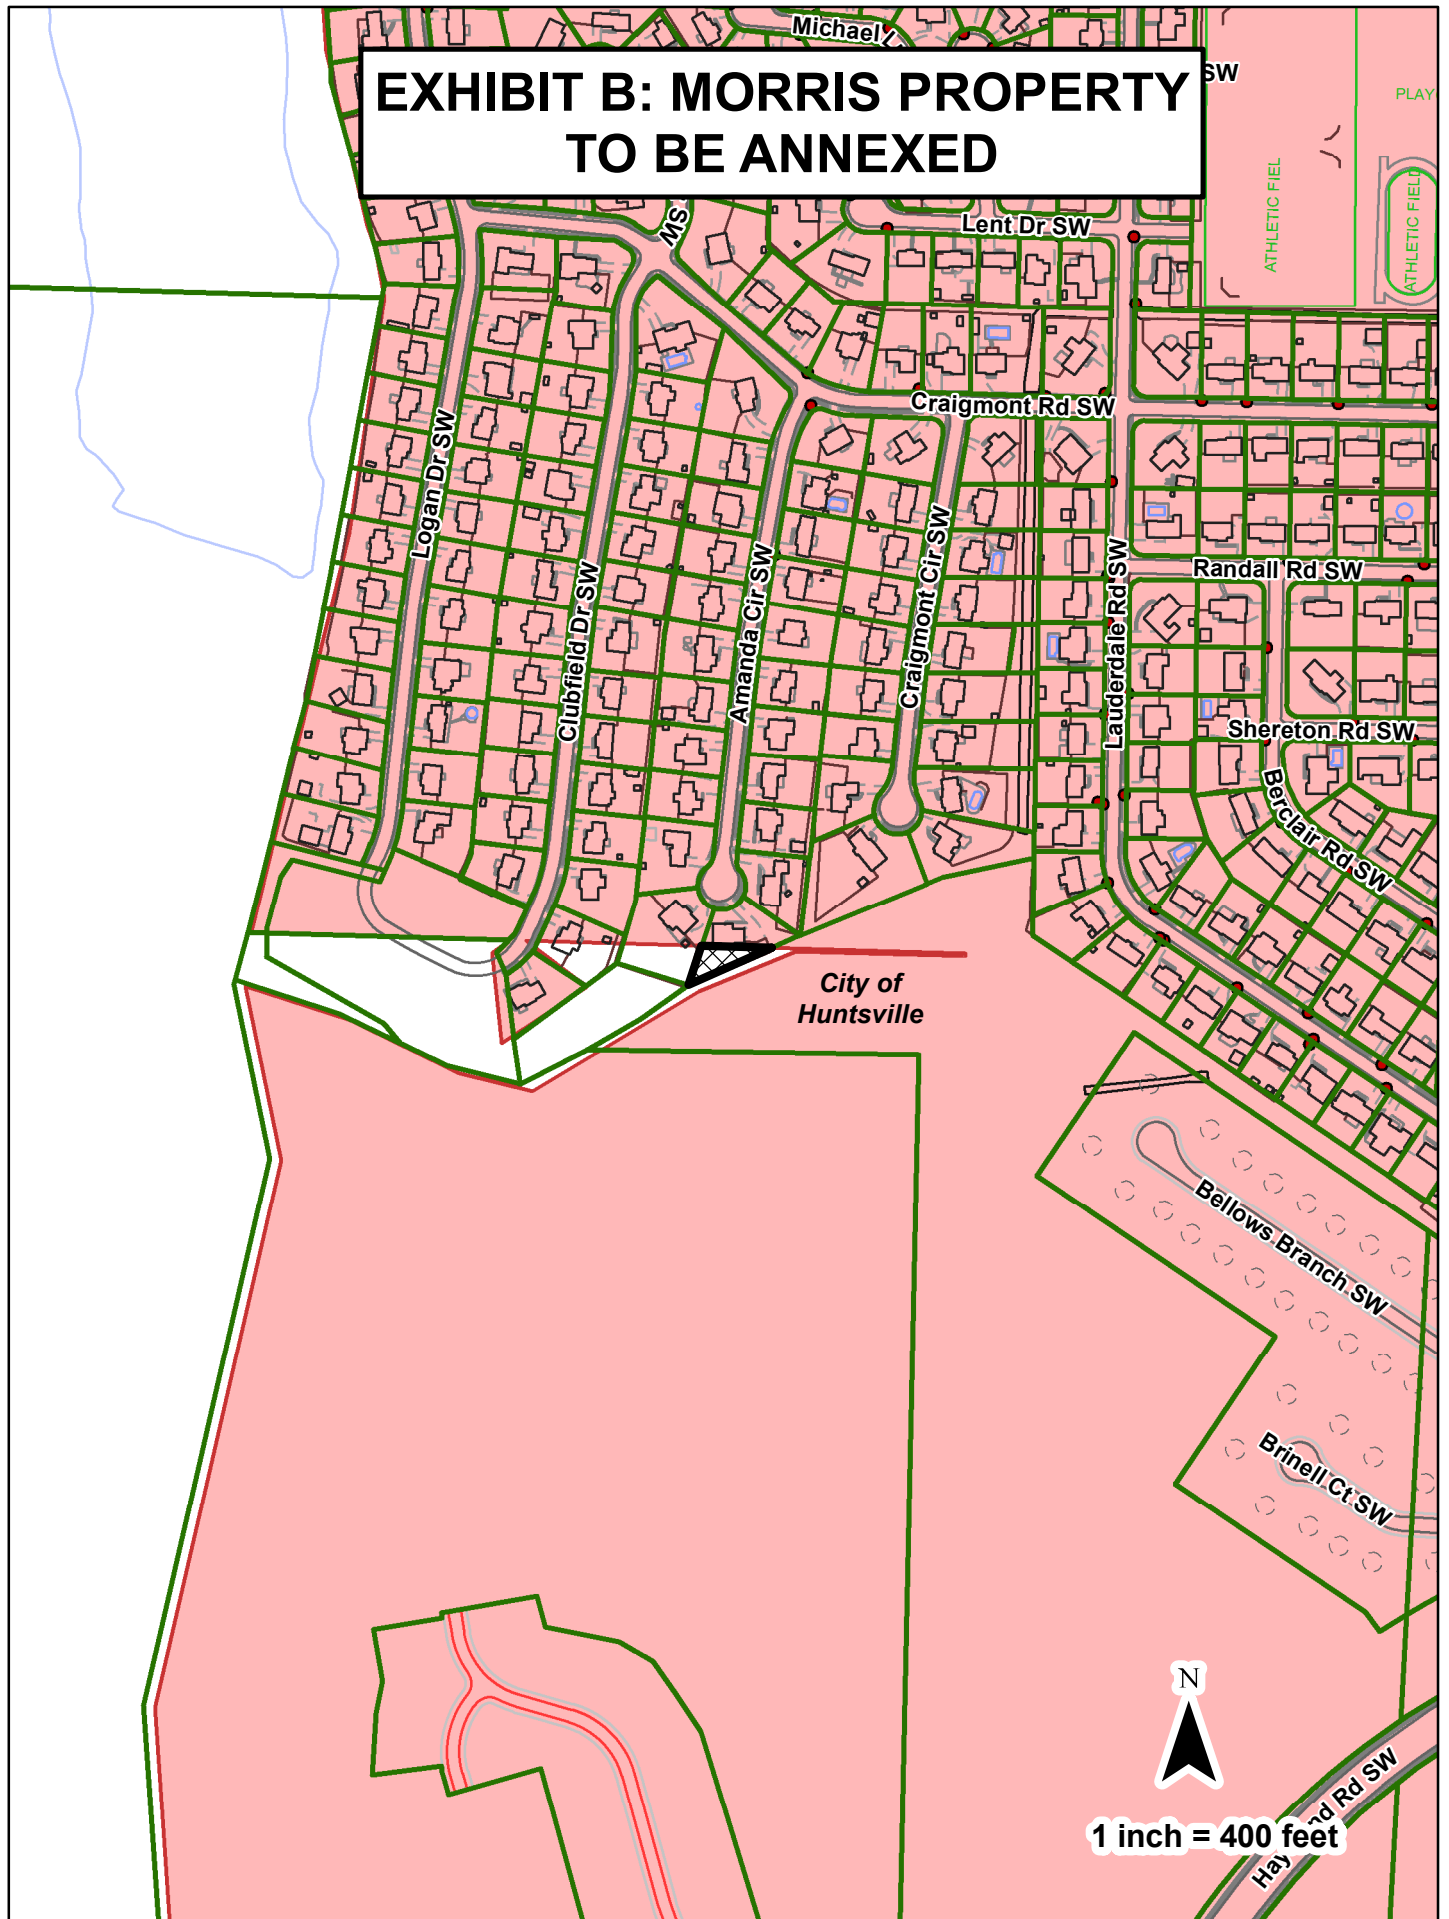 Michael
EXHIBIT B: MORRIS PROPERTY
TO BE ANNEXED
SW
PLAY
ATHLETIC FIEL
ATHLETIC FIELD
SW
Lent Dr SW
Craigmont Rd SW
Logan Dr SW
Clubfield Dr SW
Amanda Cir SW
Craigmont Cir SW
Lauderdale Rd SW
Randall Rd SW
Shereton Rd SW
Berclair Rd SW
City of
Huntsville
Bellows Branch SW
Brinell Ct SW
N
1 inch = 400 feet
Rd SW